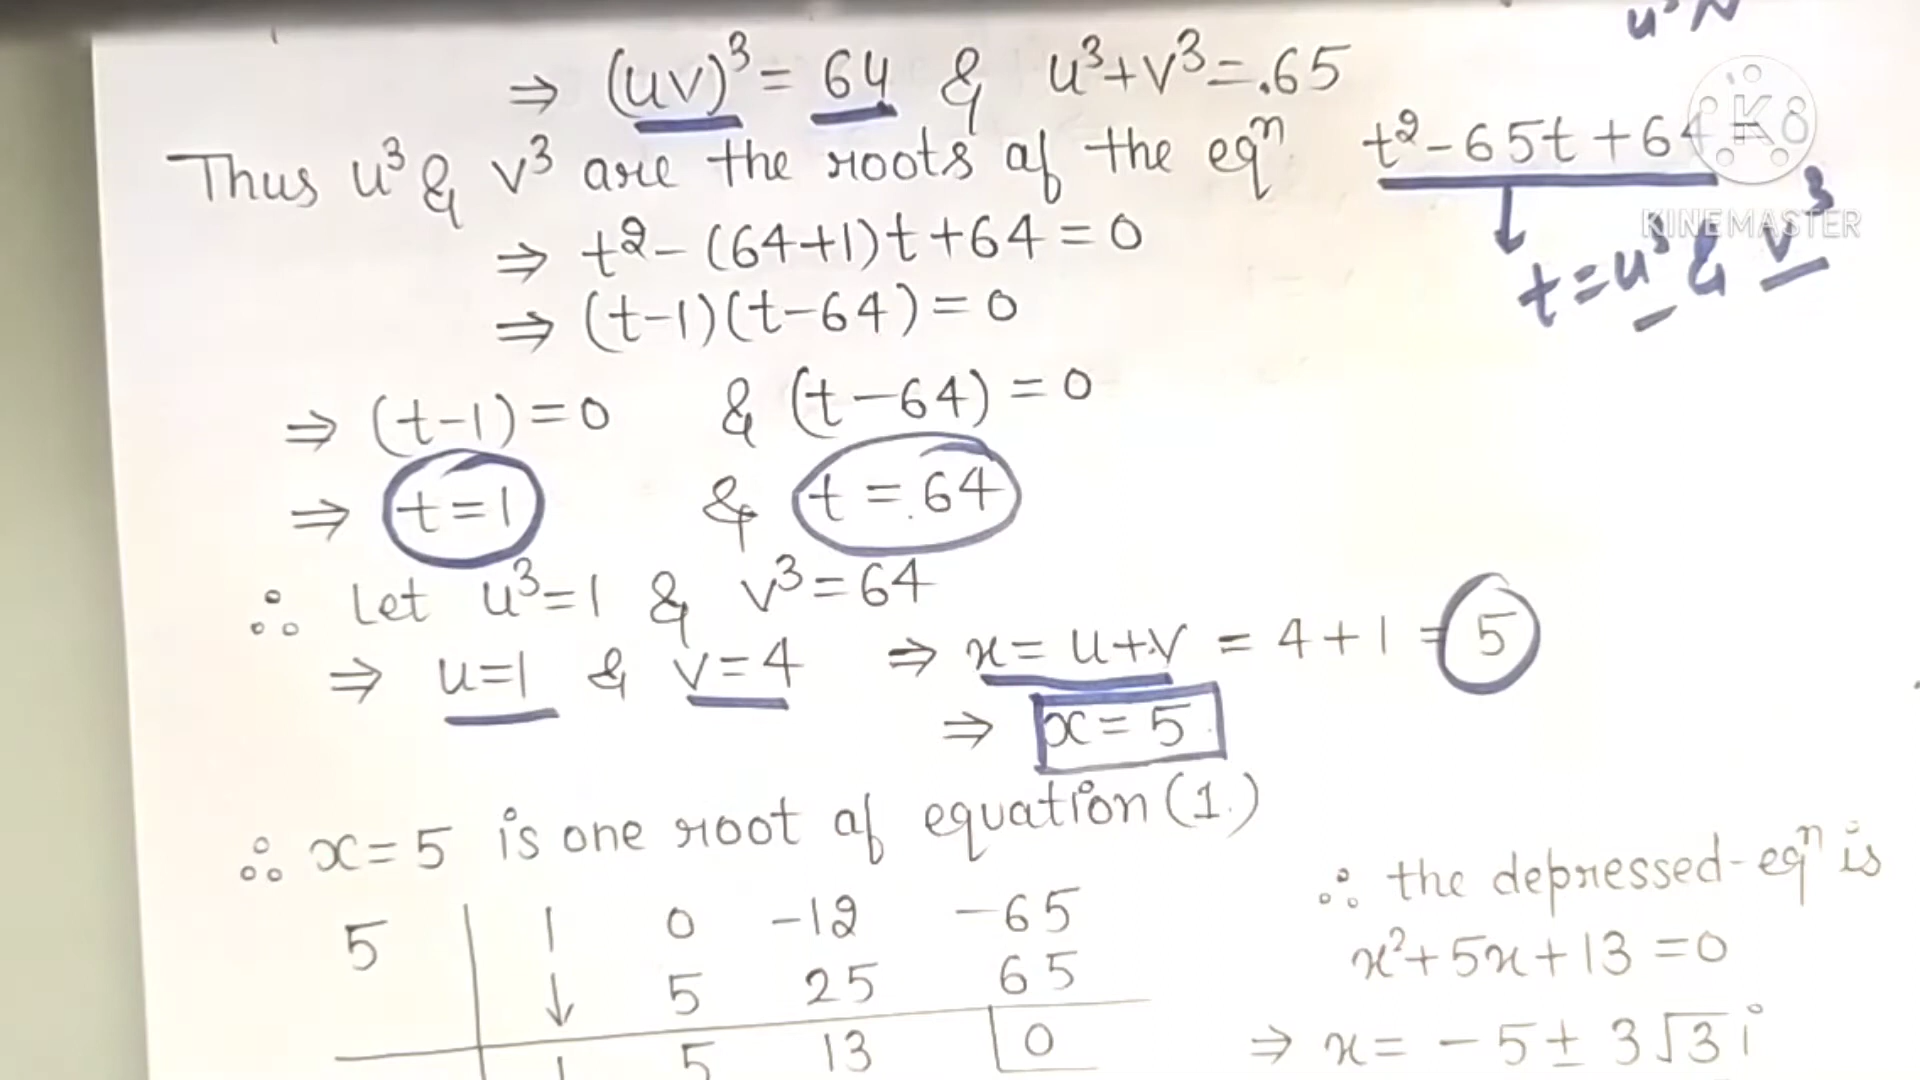 ⇒ (uv)³ = 64 & u³+v³=.65
Thus u³ & v³ are the roots of the eqⁿ t²-65t+64
⇒ t²-(64+1)t+64=0
t=u³ & v³
⇒ (t-1)(t-64)=0
⇒ (t-1)=0 & (t-64)=0
⇒ t=1 & t=64
∴ Let u³=1 & v³=64
⇒ u=1 & v=4 ⇒ x=u+v = 4+1 = 5
⇒ x=5
∴ x=5 is one root of equation (1.)
∴ the depressed-eqⁿ is
5 | 1 0 -12 -65
x²+5x+13=0
↓ 5 25 65
1 5 13 0
⇒ x= -5± 3√3 i
KINEMASTER